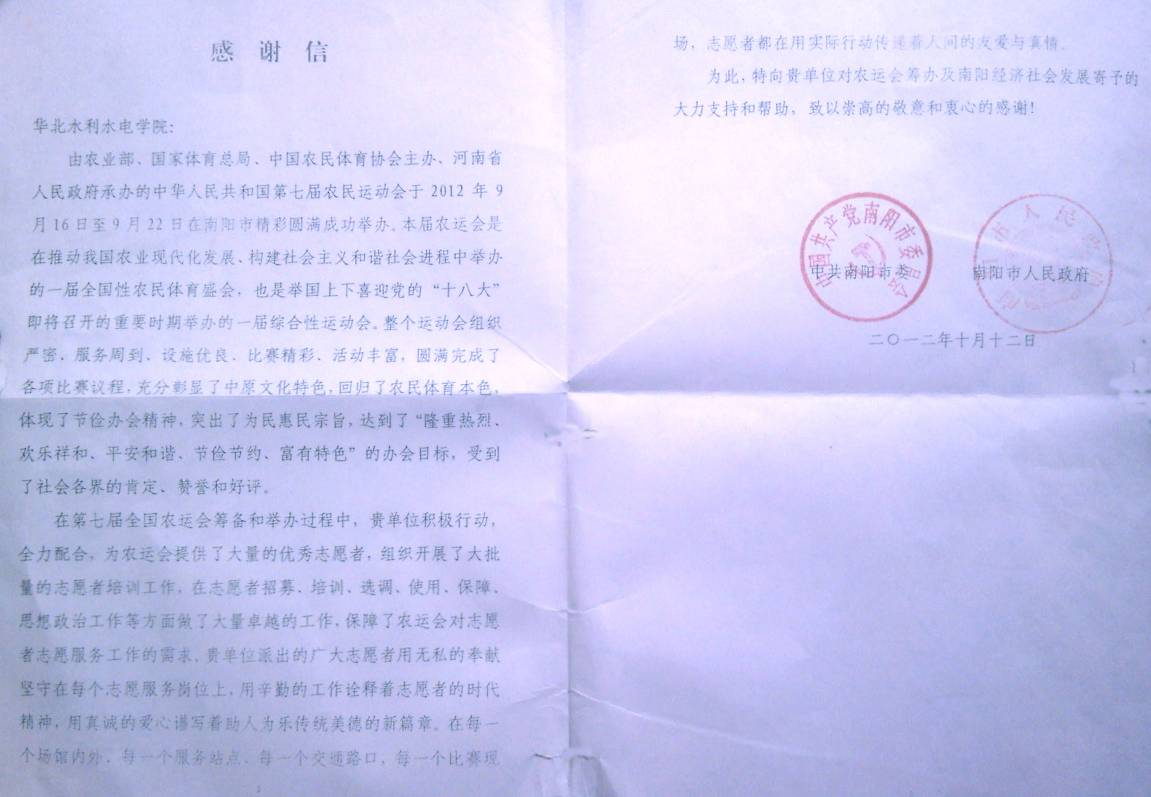 感谢信
华北水利水电学院：
由农业部、国家体育总局、中国农民体育协会主办、河南省
人民政府承办的中华人民共和国第七届农民运动会于 2012 年 9
月 16 日至 9 月 22 日在南阳市精彩圆满成功举办。本届农运会是
在推动我国农业现代化发展、构建社会主义和谐社会进程中举办
的一届全国性农民体育盛会，也是举国上下喜迎党的“十八大”
即将召开的重要时期举办的一届综合性运动会。整个运动会组织
严密、服务周到、设施优良、比赛精彩、活动丰富，圆满完成了
各项比赛议程，充分彰显了中原文化特色，回归了农民体育本色，
体现了节俭办会精神，突出了为民惠民宗旨，达到了“隆重热烈、
欢乐祥和、平安和谐、节俭节约、富有特色”的办会目标，受到
了社会各界的肯定、赞誉和好评。
在第七届全国农运会筹备和举办过程中，贵单位积极行动，
全力配合，为农运会提供了大量的优秀志愿者，组织开展了大批
量的志愿者培训工作，在志愿者招募、培训、选调、使用、保障、
思想政治工作等方面做了大量卓越的工作，保障了农运会对志愿
者志愿服务工作的需求。贵单位派出的广大志愿者用无私的奉献
坚守在每个志愿服务岗位上，用辛勤的工作诠释着志愿者的时代
精神，用真诚的爱心谱写着助人为乐传统美德的新篇章。在每一
个场馆内外，每一个服务站点，每一个交通路口，每一个比赛现
场，志愿者都在用实际行动传递着人间的友爱与真情。
为此，特向贵单位对农运会筹办及南阳经济社会发展寄予的
大力支持和帮助，致以崇高的敬意和衷心的感谢！
中国共产党南阳市委员会
中共南阳市委
市人民政府
南阳市人民政府
二〇一二年十月十二日